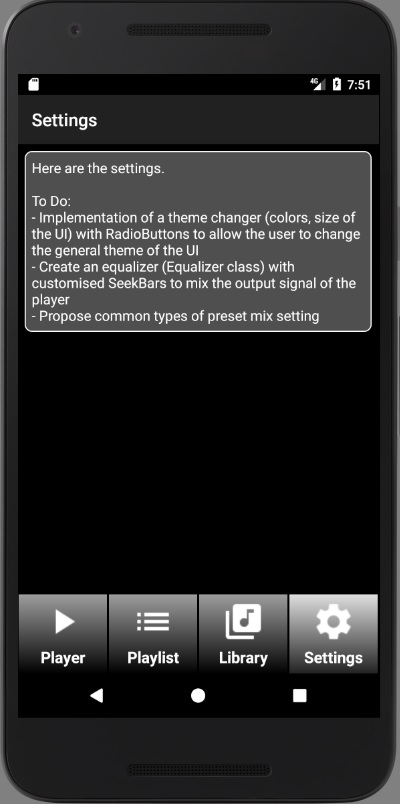 4G 7:51
Settings
Here are the settings.
To Do:
- Implementation of a theme changer (colors, size of
the UI) with RadioButtons to allow the user to change
the general theme of the UI
- Create an equalizer (Equalizer class) with
customised SeekBars to mix the output signal of the
player
- Propose common types of preset mix setting
Player Playlist Library Settings